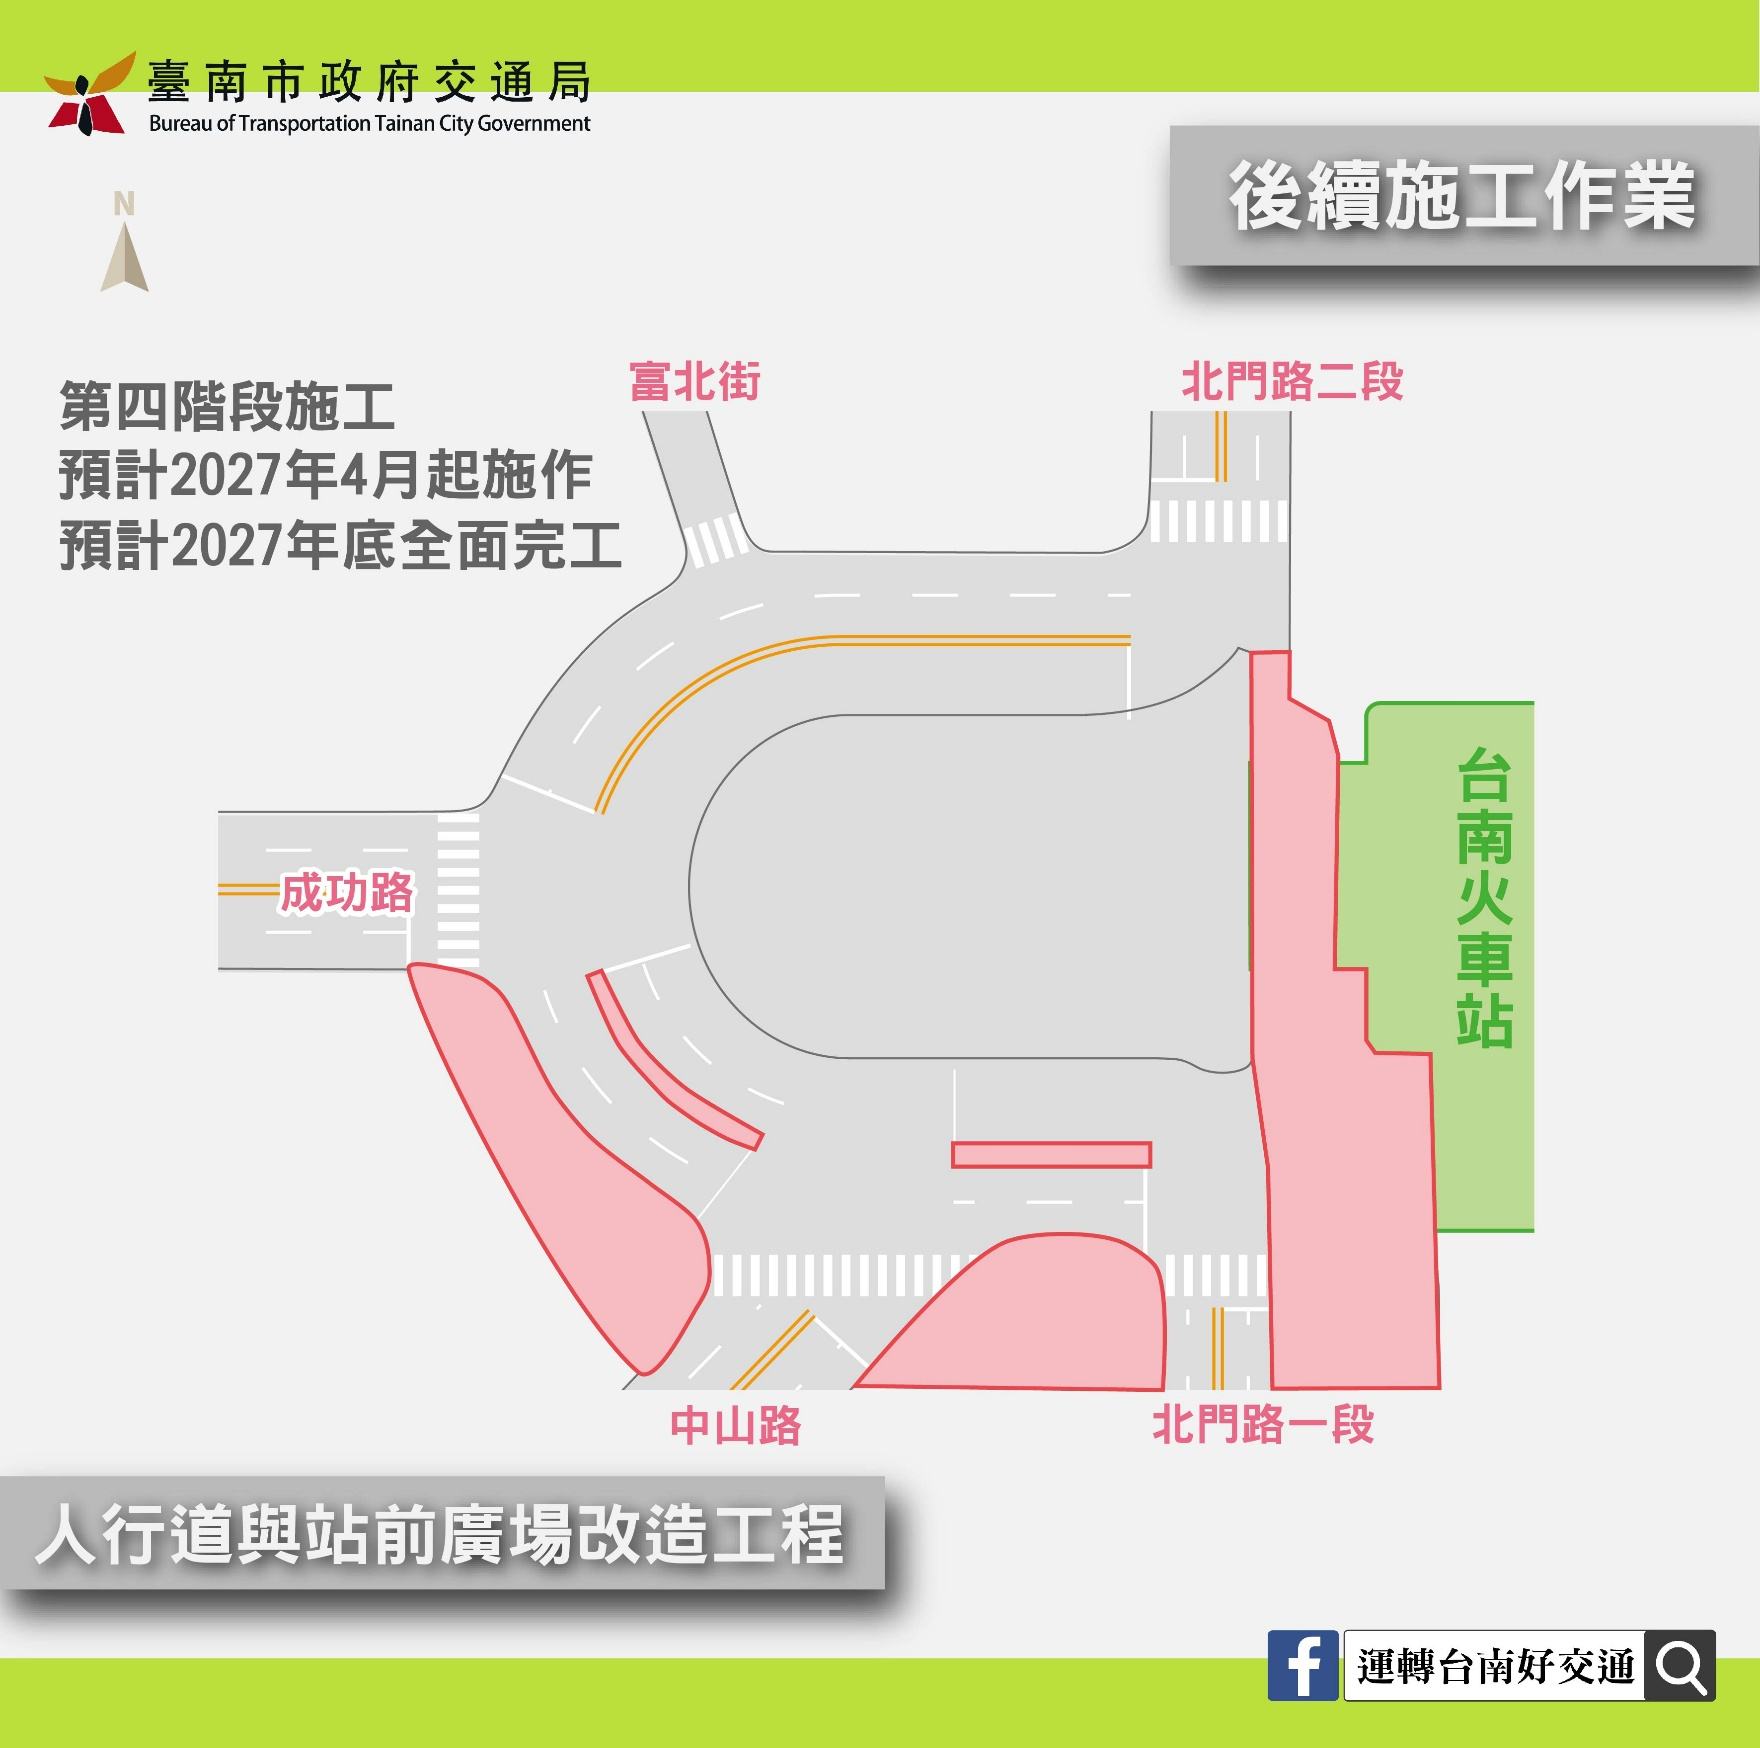 臺南市政府交通局
Bureau of Transportation Tainan City Government
後續施工作業
N
第四階段施工
預計2027年4月起施作
預計2027年底全面完工
富北街
北門路二段
成功路
台南火車站
中山路
北門路一段
人行道與站前廣場改造工程
f
運轉台南好交通